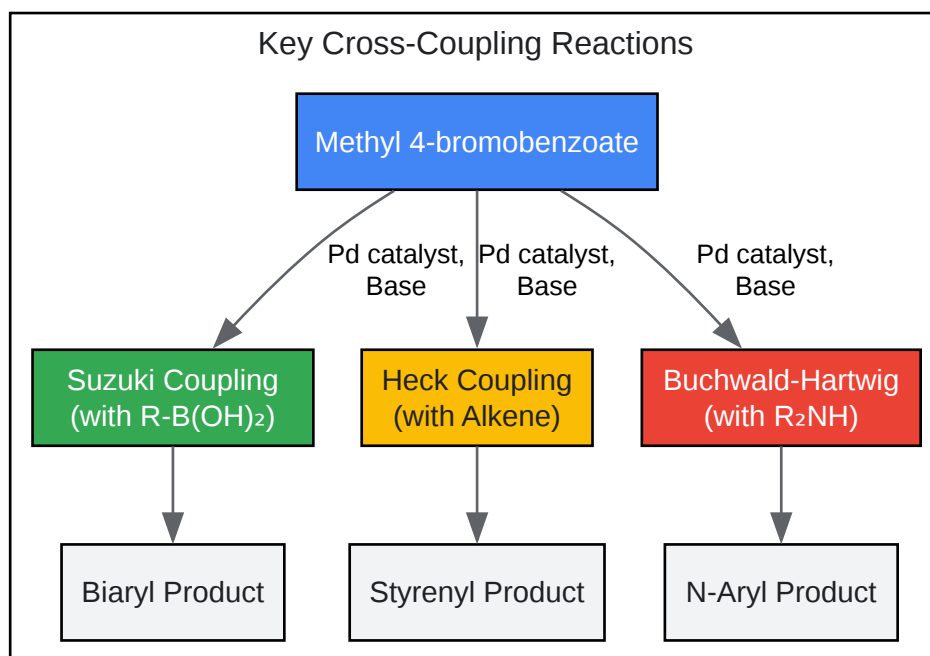 Key Cross-Coupling Reactions
Methyl 4-bromobenzoate
Pd catalyst,
Base
Pd catalyst,
Base
Pd catalyst,
Base
Suzuki Coupling
(with R-B(OH)₂)
Heck Coupling
(with Alkene)
Buchwald-Hartwig
(with R₂NH)
Biaryl Product
Styrenyl Product
N-Aryl Product